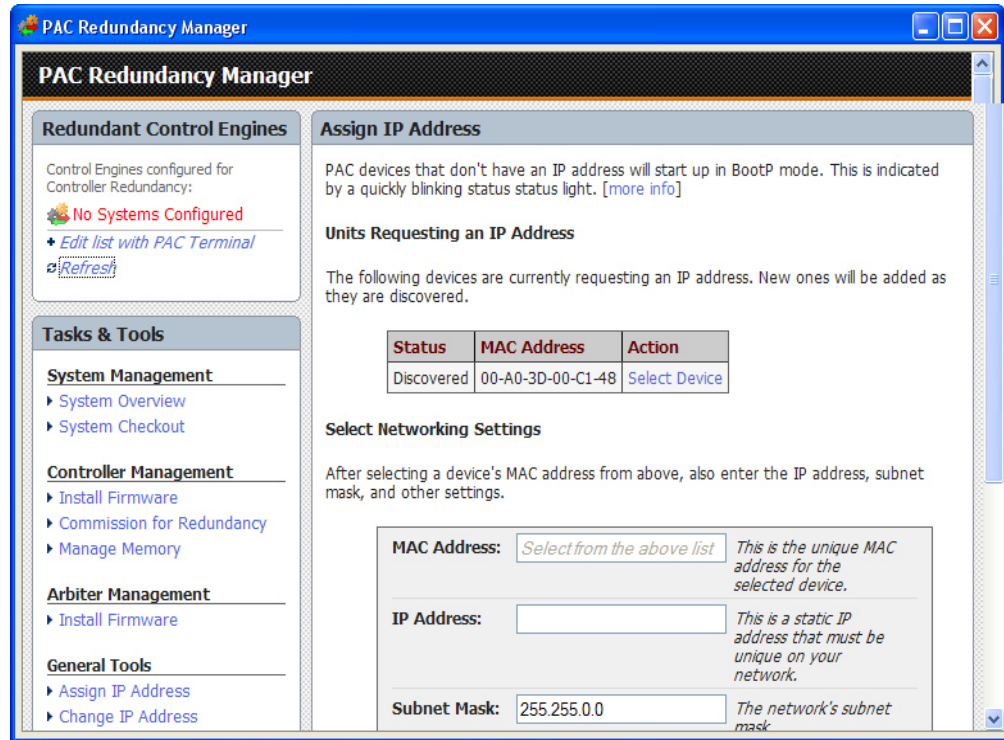 PAC Redundancy Manager
PAC Redundancy Manager
Redundant Control Engines
Control Engines configured for
Controller Redundancy:
No Systems Configured
Edit list with PAC Terminal
Refresh
Tasks & Tools
System Management
System Overview
System Checkout
Controller Management
Install Firmware
Commission for Redundancy
Manage Memory
Arbiter Management
Install Firmware
General Tools
Assign IP Address
Change IP Address
Assign IP Address
PAC devices that don't have an IP address will start up in BootP mode. This is indicated
by a quickly blinking status status light. [more info]
Units Requesting an IP Address
The following devices are currently requesting an IP address. New ones will be added as
they are discovered.
Status MAC Address Action
Discovered 00-A0-3D-00-C1-48 Select Device
Select Networking Settings
After selecting a device's MAC address from above, also enter the IP address, subnet
mask, and other settings.
MAC Address: Select from the above list This is the unique MAC
address for the
selected device.
IP Address: This is a static IP
address that must be
unique on your
network.
Subnet Mask: 255.255.0.0 The network's subnet
mask